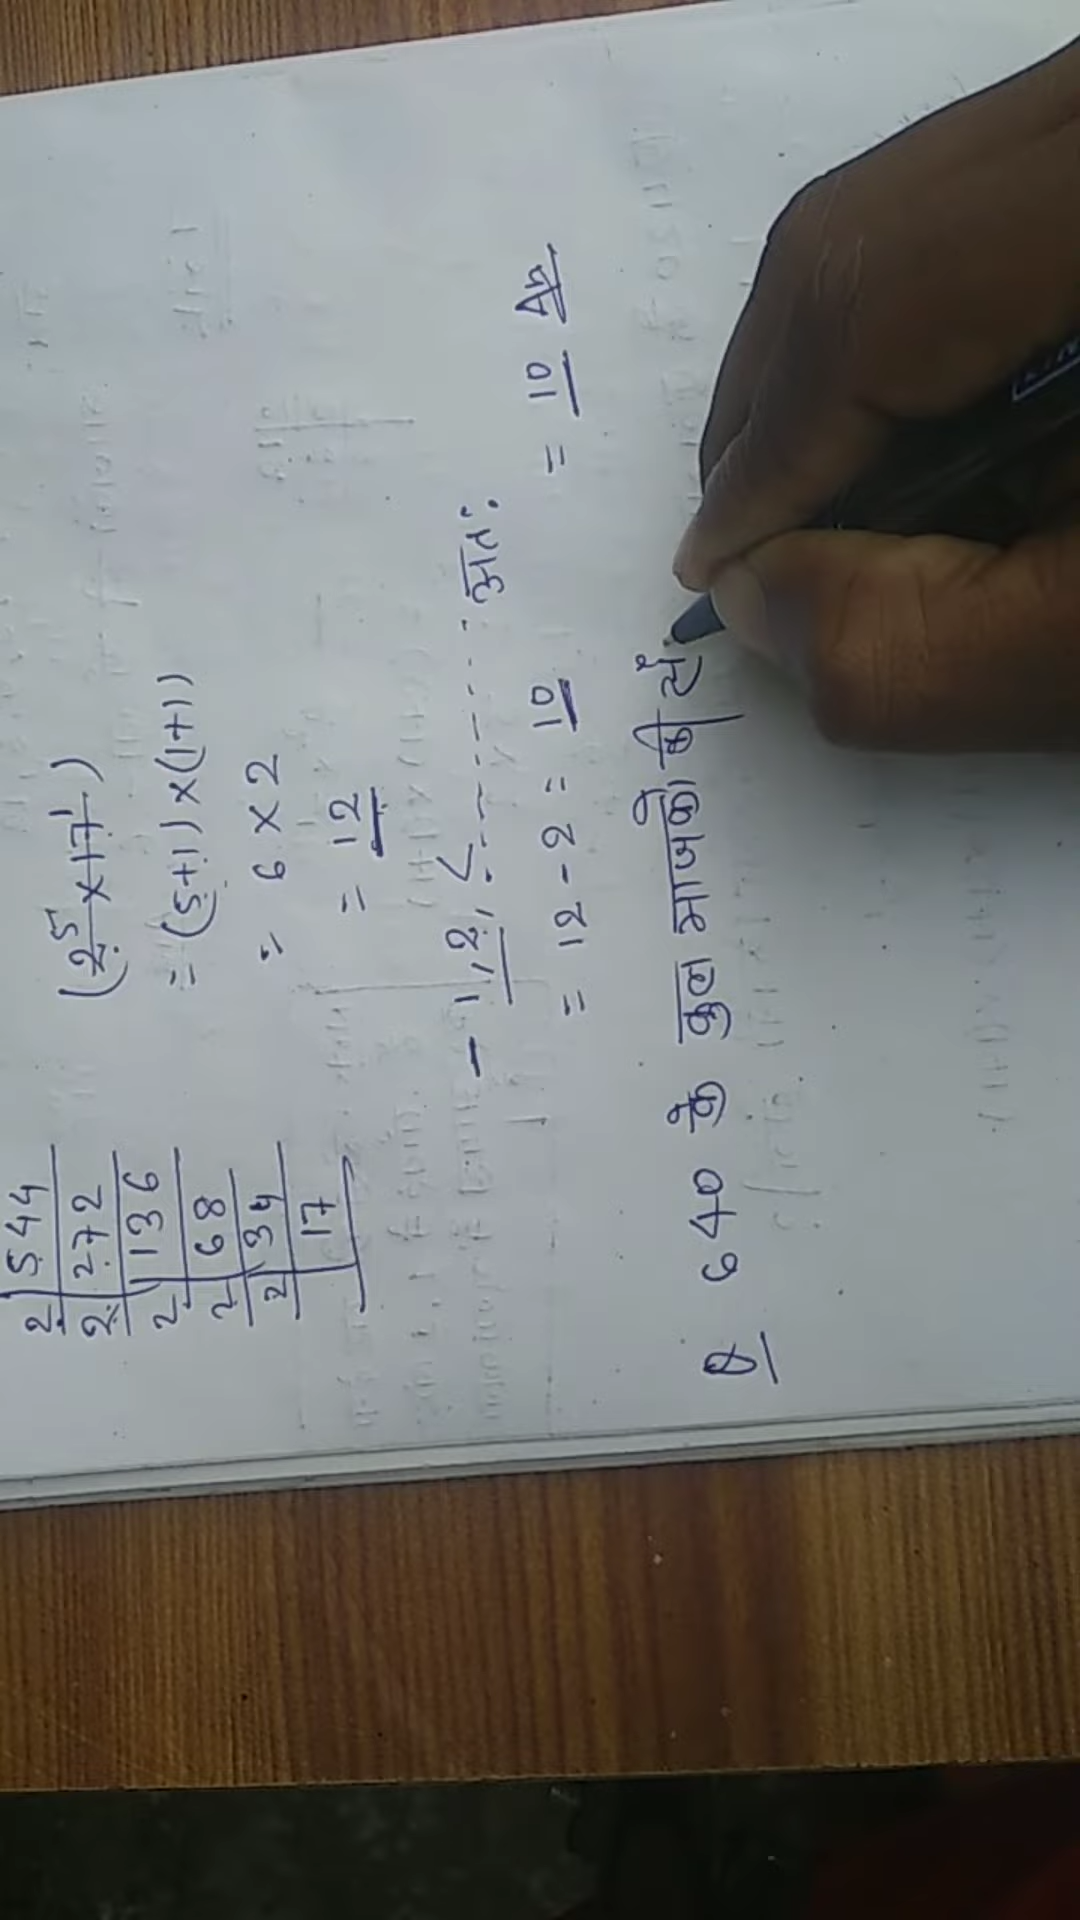 2 | 544
2 | 272
2 | 136
2 | 68
2 | 34
17
(2⁵ × 17¹)
= (5+1) × (1+1)
= 6 × 2
= 12
- 1, 2, < - - - - - - - अतः
= 12 - 2 = 10 = 10 An
Q 640 के कुल भाजको की सं